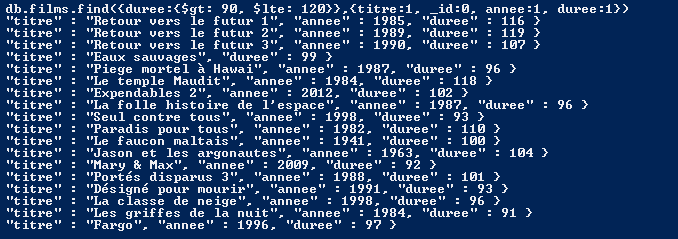 db.films.find({duree:{$gt: 90, $lte: 120}},{titre:1, _id:0, annee:1, duree:1})
"titre" : "Retour vers le futur 1", "annee" : 1985, "duree" : 116 }
"titre" : "Retour vers le futur 2", "annee" : 1989, "duree" : 119 }
"titre" : "Retour vers le futur 3", "annee" : 1990, "duree" : 107 }
"titre" : "Eaux sauvages", "duree" : 99 }
"titre" : "Piege mortel à Hawai", "annee" : 1987, "duree" : 96 }
"titre" : "Le temple Maudit", "annee" : 1984, "duree" : 118 }
"titre" : "Expendables 2", "annee" : 2012, "duree" : 102 }
"titre" : "La folle histoire de l'espace", "annee" : 1987, "duree" : 96 }
"titre" : "Seul contre tous", "annee" : 1998, "duree" : 93 }
"titre" : "Paradis pour tous", "annee" : 1982, "duree" : 110 }
"titre" : "Le faucon maltais", "annee" : 1941, "duree" : 100 }
"titre" : "Jason et les argonautes", "annee" : 1963, "duree" : 104 }
"titre" : "Mary & Max", "annee" : 2009, "duree" : 92 }
"titre" : "Portés disparus 3", "annee" : 1988, "duree" : 101 }
"titre" : "Désigné pour mourir", "annee" : 1991, "duree" : 93 }
"titre" : "La classe de neige", "annee" : 1998, "duree" : 96 }
"titre" : "Les griffes de la nuit", "annee" : 1984, "duree" : 91 }
"titre" : "Fargo", "annee" : 1996, "duree" : 97 }